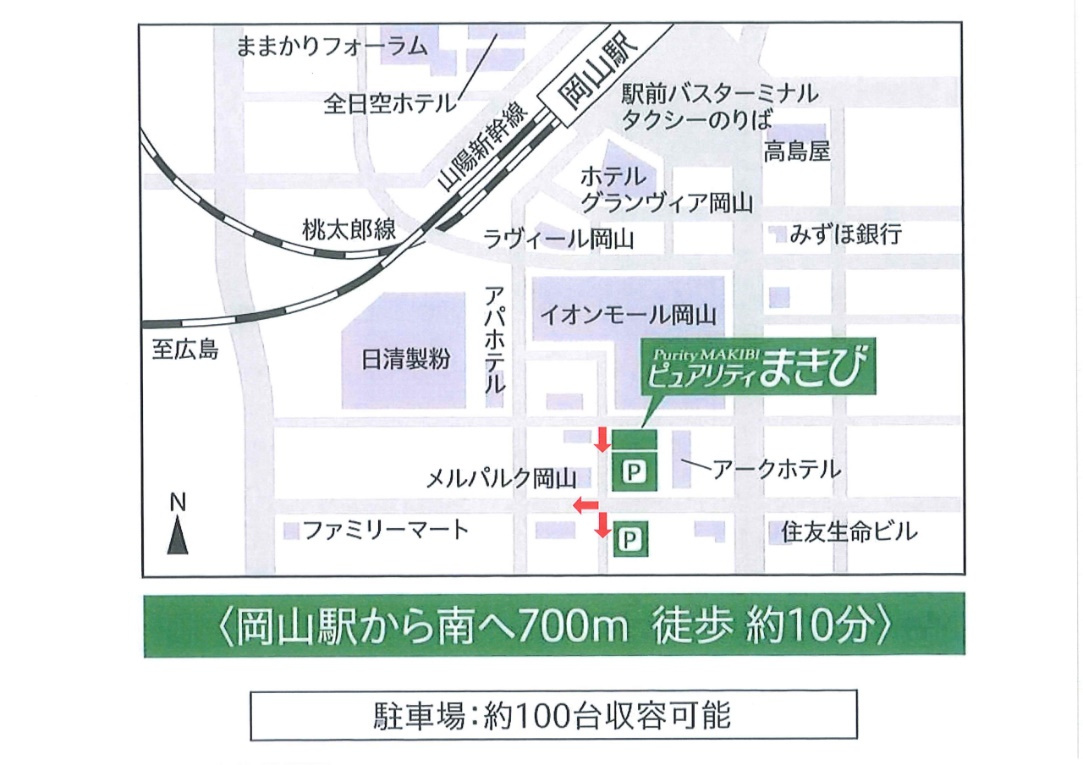 ままかりフォーラム
全日空ホテル
岡山駅
山陽新幹線
駅前バスターミナル
タクシーのりば
高島屋
ホテル
グランヴィア岡山
桃太郎線
ラヴィール岡山
みずほ銀行
至広島
日清製粉
アパホテル
イオンモール岡山
Purity MAKIBI
ピュアリティまきび
P
メルパルク岡山
アークホテル
N
ファミリーマート
P
住友生命ビル
〈岡山駅から南へ700m 徒歩 約10分〉
駐車場:約100台収容可能